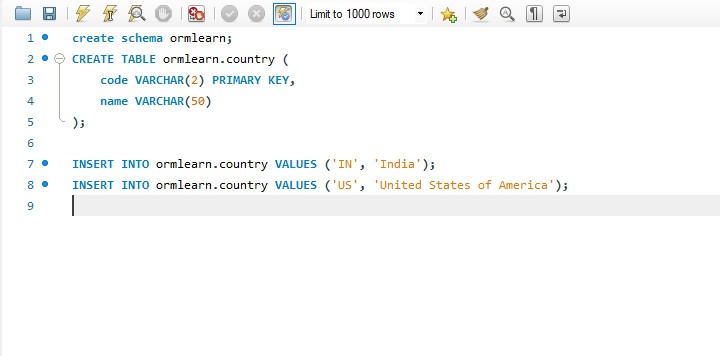 Limit to 1000 rows
1 create schema ormlearn;
2 CREATE TABLE ormlearn.country (
3 code VARCHAR(2) PRIMARY KEY,
4 name VARCHAR(50)
5 );
6
7 INSERT INTO ormlearn.country VALUES ('IN', 'India');
8 INSERT INTO ormlearn.country VALUES ('US', 'United States of America');
9